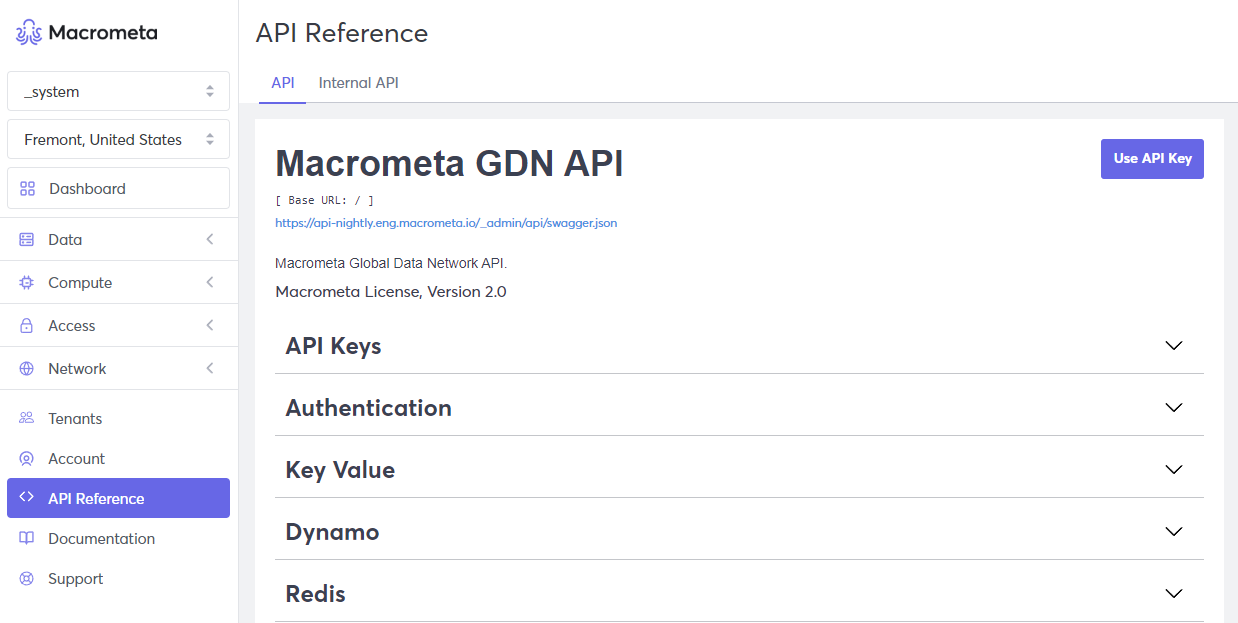 Macrometa
_system
Fremont, United States
Dashboard
Data
Compute
Access
Network
Tenants
Account
API Reference
Documentation
Support
API Reference
API
Internal API
Macrometa GDN API
Use API Key
[ Base URL: / ]
https://api-nightly.eng.macrometa.io/_admin/api/swagger.json
Macrometa Global Data Network API.
Macrometa License, Version 2.0
API Keys
Authentication
Key Value
Dynamo
Redis